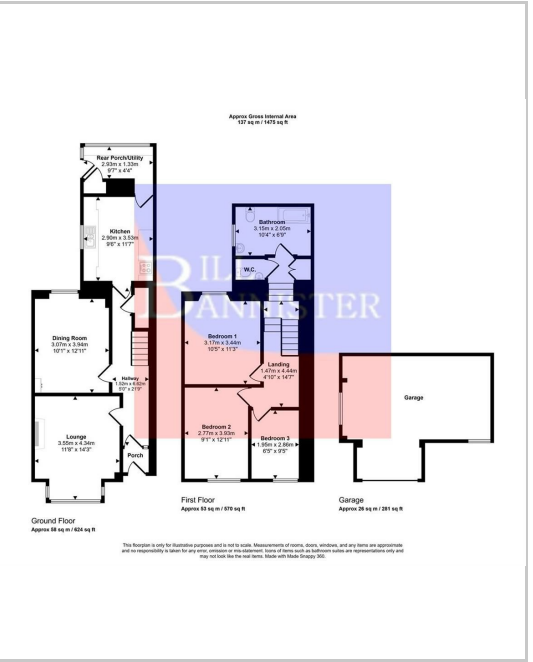 Approx Gross Internal Area
137 sq m / 1475 sq ft
Rear Porch/Utility
2.93m x 1.33m
9'7" x 4'4"
Kitchen
2.90m x 3.53m
9'6" x 11'7"
Dining Room
3.07m x 3.94m
10'1" x 12'11"
Hallway
1.52m x 6.62m
5'0" x 21'9"
Lounge
3.55m x 4.34m
11'8" x 14'3"
Porch
Ground Floor
Approx 58 sq m / 624 sq ft
Bathroom
3.15m x 2.05m
10'4" x 6'9"
W.C.
BILL
BANNISTER
Bedroom 1
3.17m x 3.44m
10'5" x 11'3"
Landing
1.47m x 4.44m
4'10" x 14'7"
Bedroom 2
2.77m x 3.93m
9'1" x 12'11"
Bedroom 3
1.95m x 2.86m
6'5" x 9'5"
First Floor
Approx 53 sq m / 570 sq ft
Garage
Garage
Approx 26 sq m / 281 sq ft
This floorplan is only for illustrative purposes and is not to scale. Measurements of rooms, doors, windows, and any items are approximate
and no responsibility is taken for any error, omission or mis-statement. Icons of items such as bathroom suites are representations only and
may not look like the real items. Made with Made Snappy 360.